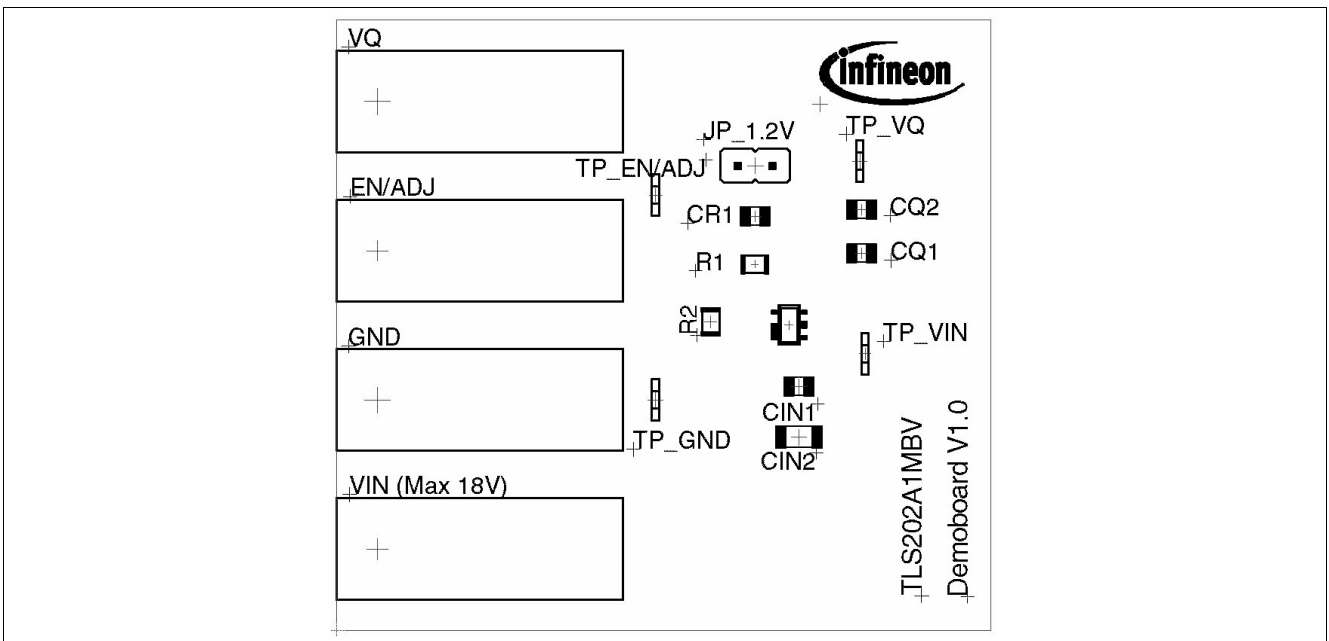 VQ
infineon
JP_1.2V
TP_VQ
TP_EN/ADJ
EN/ADJ
CR1
CQ2
R1
CQ1
R2
GND
TP_VIN
CIN1
TP_GND
CIN2
VIN (Max 18V)
TLS202A1MBV
Demoboard V1.0